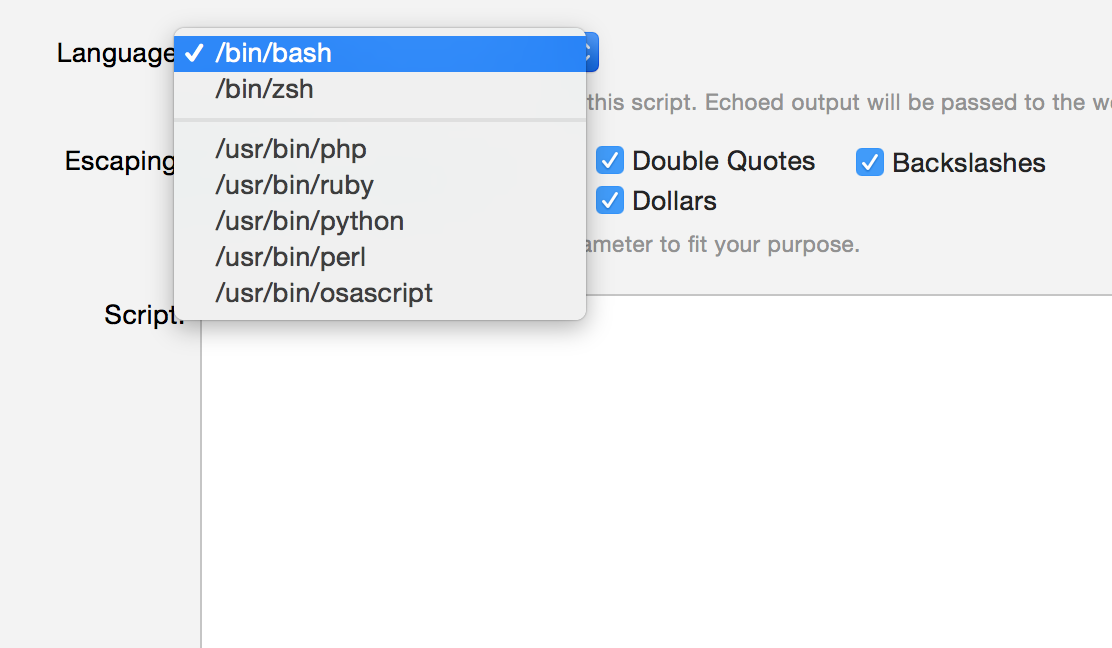 Language
✓ /bin/bash
/bin/zsh
this script. Echoed output will be passed to the
/usr/bin/php
Escaping
Double Quotes
Backslashes
/usr/bin/ruby
Dollars
/usr/bin/python
to fit your purpose.
/usr/bin/perl
/usr/bin/osascript
Script: